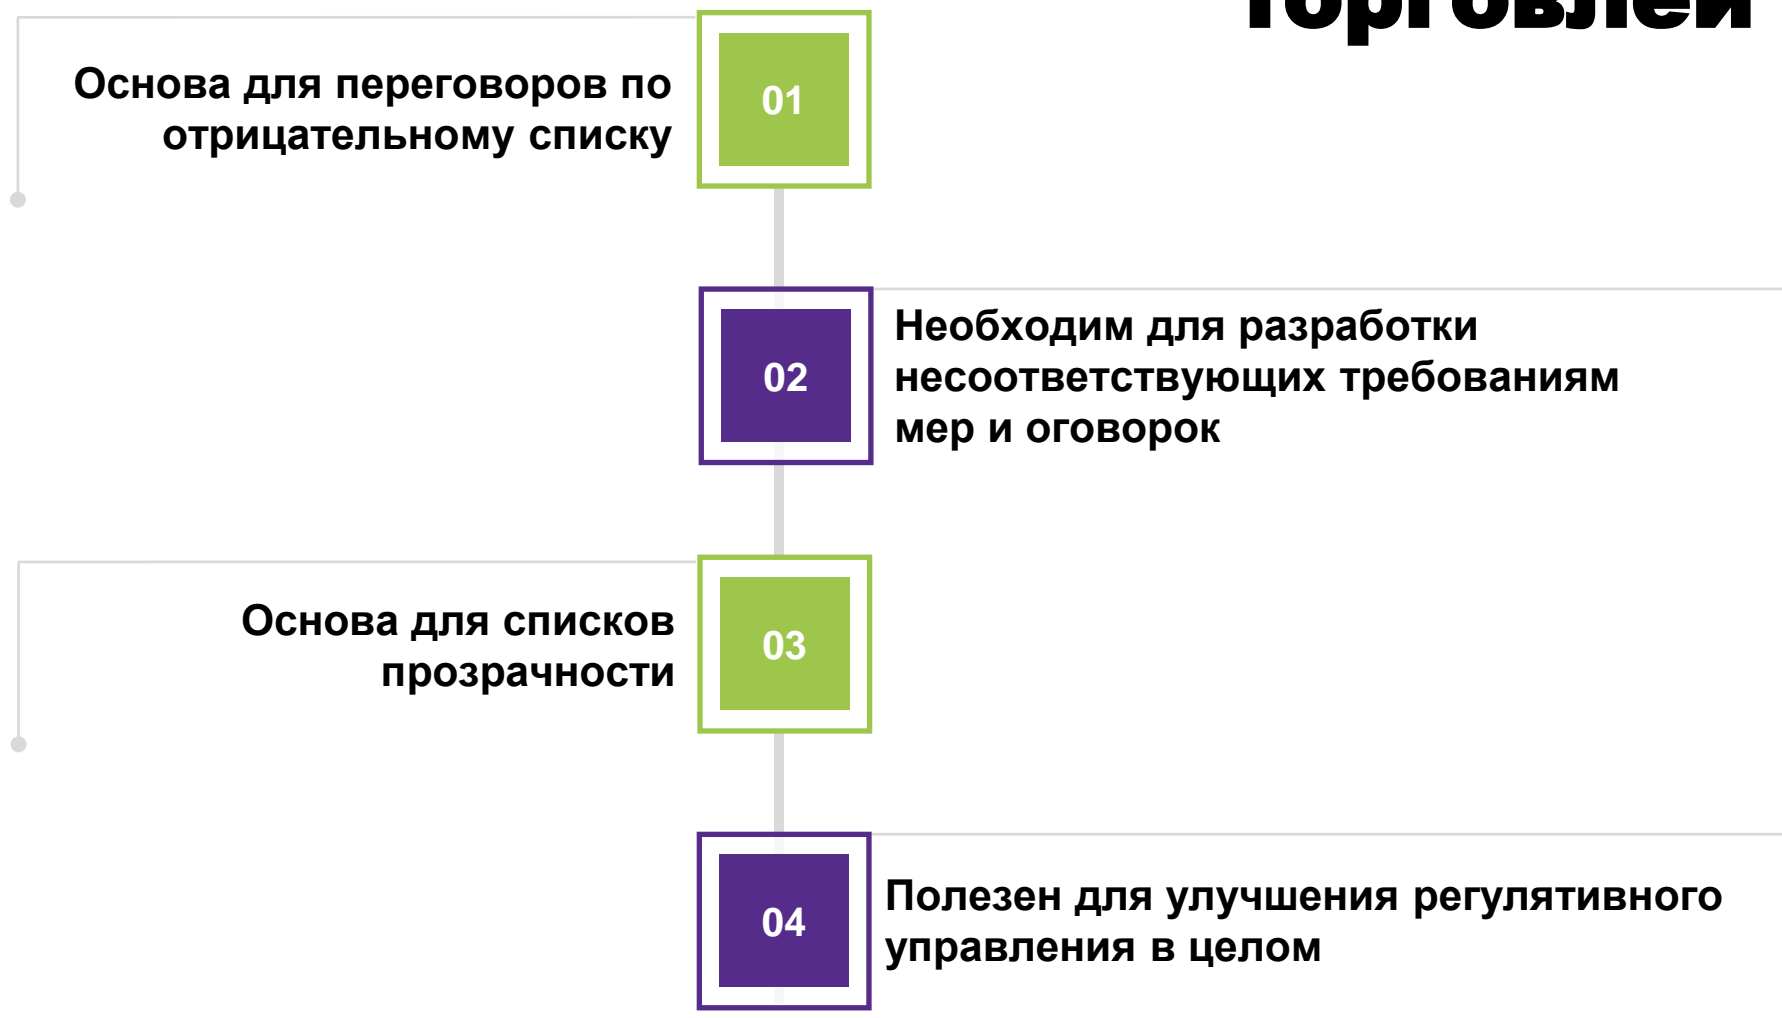 торговлей
Основа для переговоров по
отрицательному списку
01
02
Необходим для разработки
несоответствующих требованиям
мер и оговорок
Основа для списков
прозрачности
03
04
Полезен для улучшения регулятивного
управления в целом